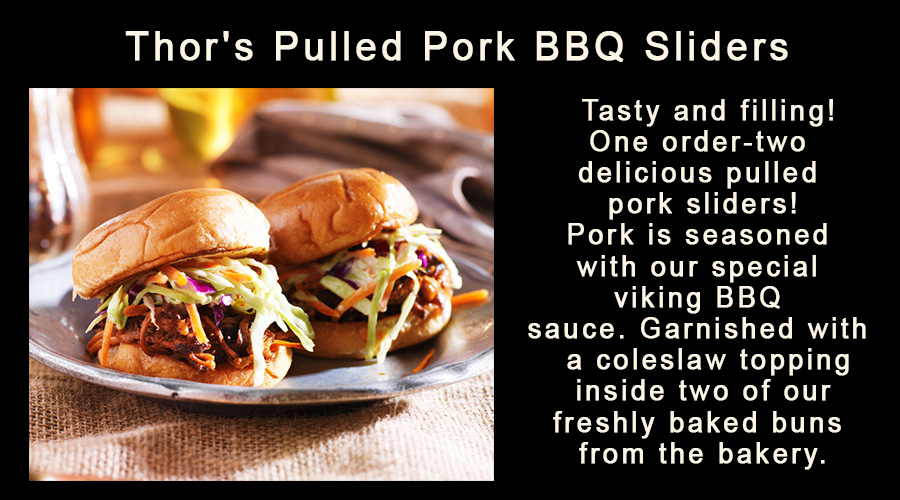 Thor's Pulled Pork BBQ Sliders
Tasty and filling!
One order-two
delicious pulled
pork sliders!
Pork is seasoned
with our special
viking BBQ
sauce. Garnished with
a coleslaw topping
inside two of our
freshly baked buns
from the bakery.